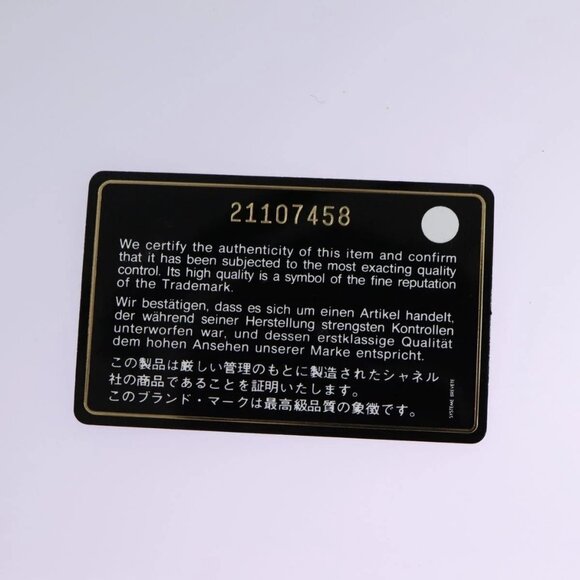 21107458
We certify the authenticity of this item and confirm
that it has been subjected to the most exacting quality
control. Its high quality is a symbol of the fine reputation
of the Trademark.
Wir bestätigen, dass es sich um einen Artikel handelt,
der während seiner Herstellung strengsten Kontrollen
unterworfen war, und dessen erstklassige Qualität
dem hohen Ansehen unserer Marke entspricht.
この製品は厳しい管理のもとに製造されたシャネル
社の商品であることを証明いたします。
このブランド・マークは最高級品質の象徴です。
SYSTEME BREVETE